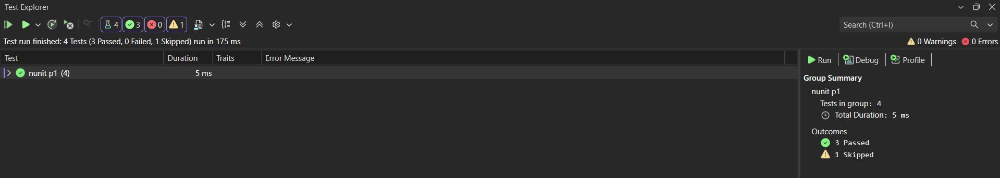 Test Explorer
4 3 0 1 Search (Ctrl+I)
Test run finished: 4 Tests (3 Passed, 0 Failed, 1 Skipped) run in 175 ms 0 Warnings 0 Errors
Test Duration Traits Error Message
Run Debug Profile
nunit p1 (4) 5 ms
Group Summary
nunit p1
Tests in group: 4
Total Duration: 5 ms
Outcomes
3 Passed
1 Skipped